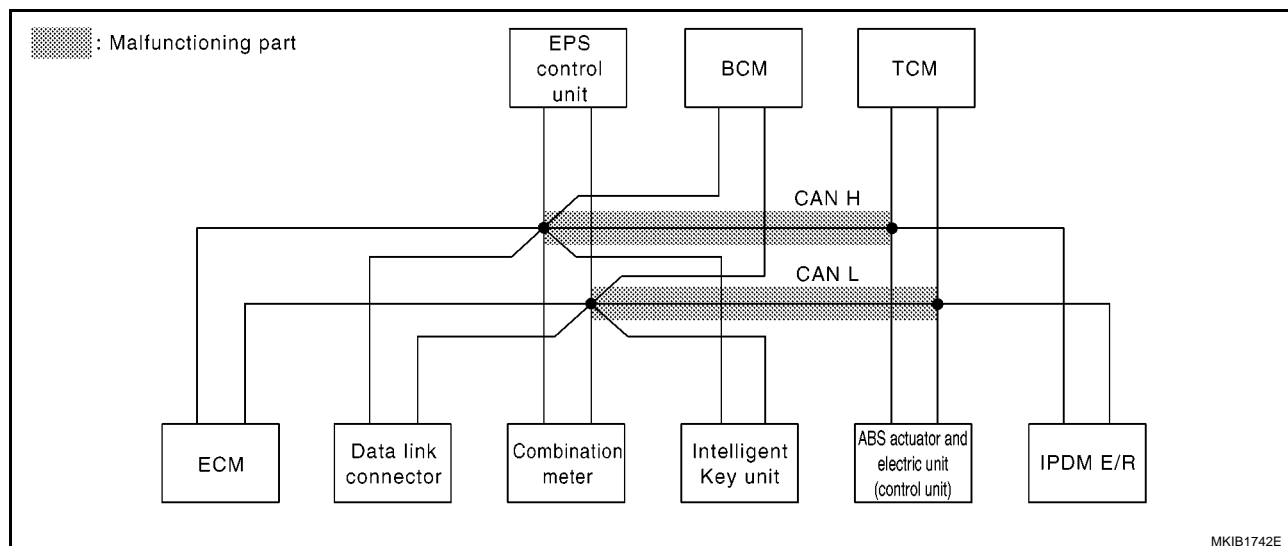 : Malfunctioning part
EPS
control
unit
BCM
TCM
CAN H
CAN L
ECM
Data link
connector
Combination
meter
Intelligent
Key unit
ABS actuator and
electric unit
(control unit)
IPDM E/R
MKIB1742E